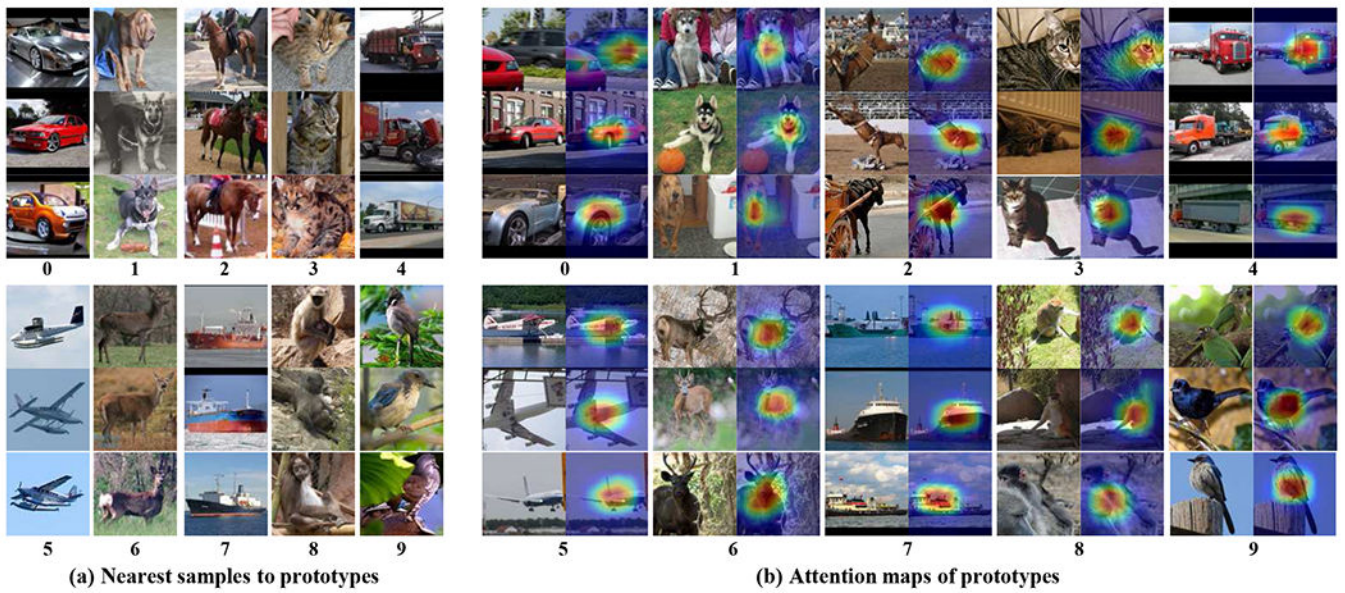 0 1 2 3 4 0 1 2 3 4
5 6 7 8 9 5 6 7 8 9
(a) Nearest samples to prototypes (b) Attention maps of prototypes